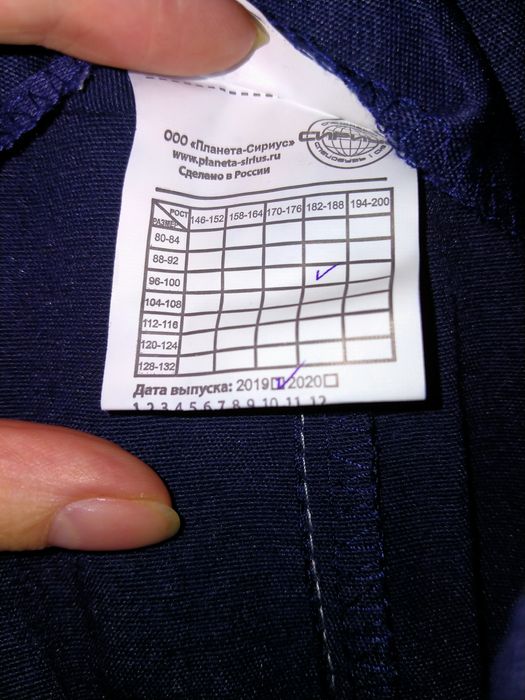 ООО «Планета-Сириус»
www.planeta-sirius.ru
Сделано в России
СИРИУС
РОСТ 146-152 158-164 170-176 182-188 194-200
РАЗМЕР
80-84
88-92
96-100
104-108
112-116
120-124
128-132
Дата выпуска: 2019 2020
1 2 3 4 5 6 7 8 9 10 11 12